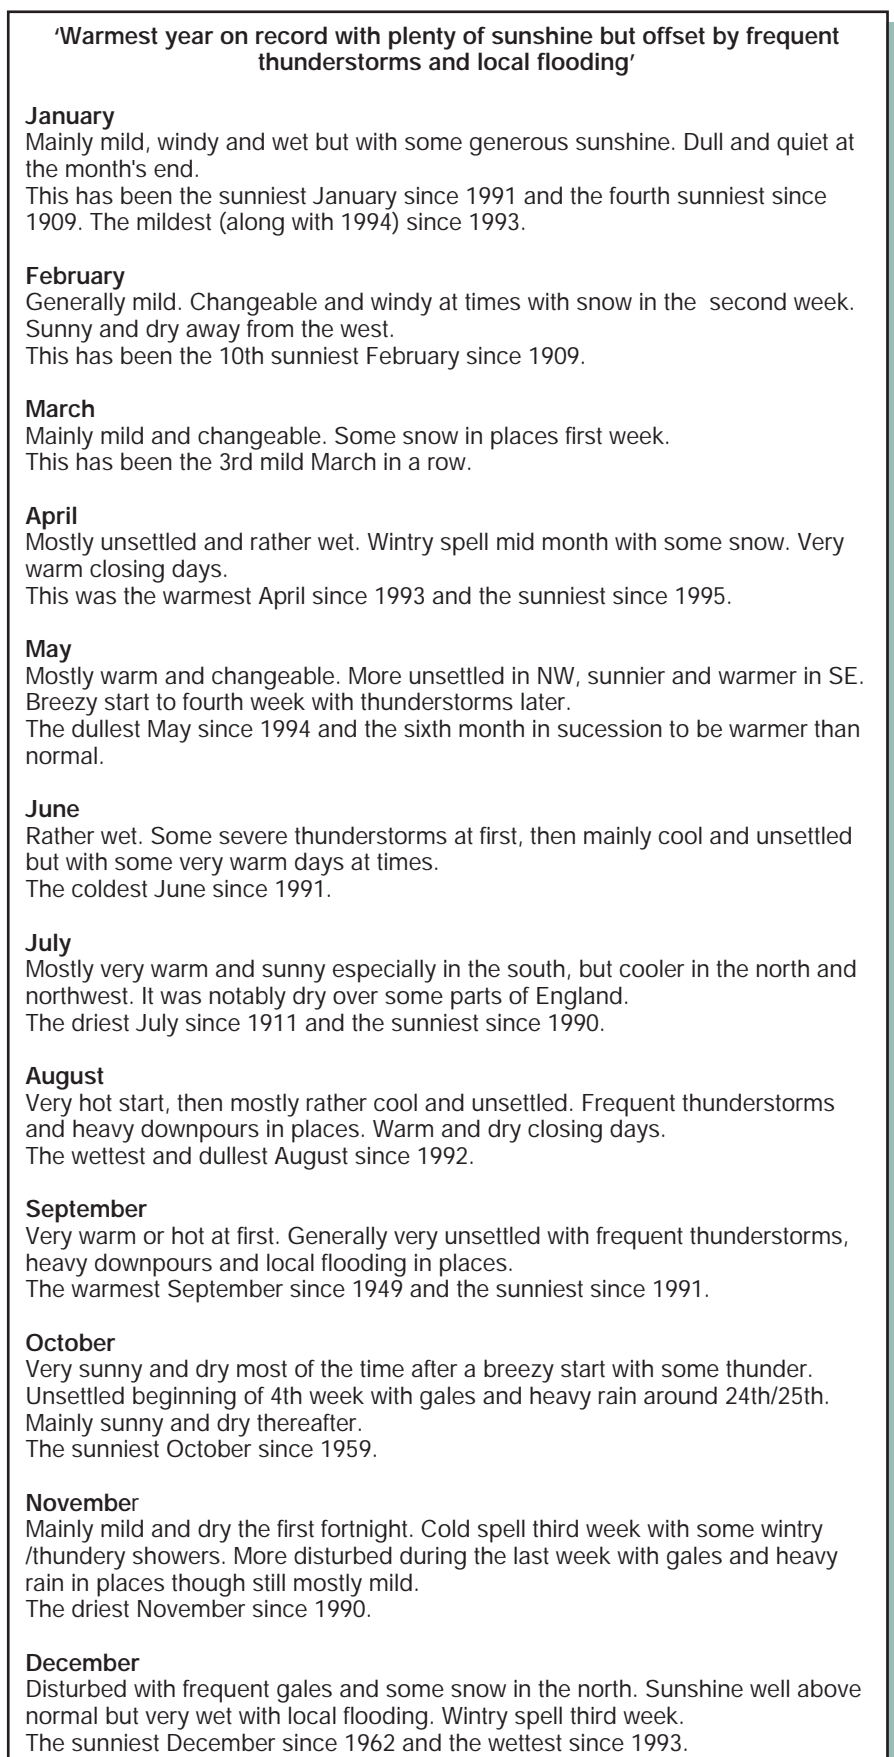 ‘Warmest year on record with plenty of sunshine but offset by frequent
thunderstorms and local flooding’
January
Mainly mild, windy and wet but with some generous sunshine. Dull and quiet at
the month's end.
This has been the sunniest January since 1991 and the fourth sunniest since
1909. The mildest (along with 1994) since 1993.
February
Generally mild. Changeable and windy at times with snow in the  second week.
Sunny and dry away from the west.
This has been the 10th sunniest February since 1909.
March
Mainly mild and changeable. Some snow in places first week.
This has been the 3rd mild March in a row.
April
Mostly unsettled and rather wet. Wintry spell mid month with some snow. Very
warm closing days.
This was the warmest April since 1993 and the sunniest since 1995.
May
Mostly warm and changeable. More unsettled in NW, sunnier and warmer in SE.
Breezy start to fourth week with thunderstorms later.
The dullest May since 1994 and the sixth month in sucession to be warmer than
normal.
June
Rather wet. Some severe thunderstorms at first, then mainly cool and unsettled
but with some very warm days at times.
The coldest June since 1991.
July
Mostly very warm and sunny especially in the south, but cooler in the north and
northwest. It was notably dry over some parts of England.
The driest July since 1911 and the sunniest since 1990.
August
Very hot start, then mostly rather cool and unsettled. Frequent thunderstorms
and heavy downpours in places. Warm and dry closing days.
The wettest and dullest August since 1992.
September
Very warm or hot at first. Generally very unsettled with frequent thunderstorms,
heavy downpours and local flooding in places.
The warmest September since 1949 and the sunniest since 1991.
October
Very sunny and dry most of the time after a breezy start with some thunder.
Unsettled beginning of 4th week with gales and heavy rain around 24th/25th.
Mainly sunny and dry thereafter.
The sunniest October since 1959.
November
Mainly mild and dry the first fortnight. Cold spell third week with some wintry
/thundery showers. More disturbed during the last week with gales and heavy
rain in places though still mostly mild.
The driest November since 1990.
December
Disturbed with frequent gales and some snow in the north. Sunshine well above
normal but very wet with local flooding. Wintry spell third week.
The sunniest December since 1962 and the wettest since 1993.